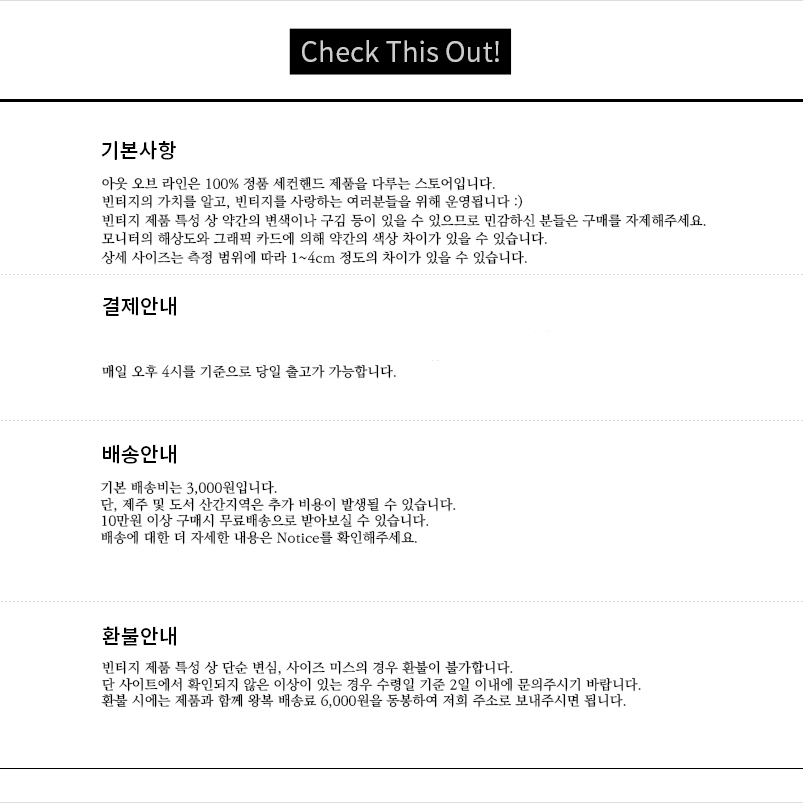 Check This Out!
기본사항
아웃 오브 라인은 100% 정품 세컨핸드 제품을 다루는 스토어입니다.
빈티지의 가치를 알고, 빈티지를 사랑하는 여러분들을 위해 운영됩니다 :)
빈티지 제품 특성 상 약간의 변색이나 구김 등이 있을 수 있으므로 민감하신 분들은 구매를 자제해주세요.
모니터의 해상도와 그래픽 카드에 의해 약간의 색상 차이가 있을 수 있습니다.
상세 사이즈는 측정 범위에 따라 1~4cm 정도의 차이가 있을 수 있습니다.
결제안내
매일 오후 4시를 기준으로 당일 출고가 가능합니다.
배송안내
기본 배송비는 3,000원입니다.
단, 제주 및 도서 산간지역은 추가 비용이 발생될 수 있습니다.
10만원 이상 구매시 무료배송으로 받아보실 수 있습니다.
배송에 대한 더 자세한 내용은 Notice를 확인해주세요.
환불안내
빈티지 제품 특성 상 단순 변심, 사이즈 미스의 경우 환불이 불가합니다.
단 사이트에서 확인되지 않은 이상이 있는 경우 수령일 기준 2일 이내에 문의주시기 바랍니다.
환불 시에는 제품과 함께 왕복 배송료 6,000원을 동봉하여 저희 주소로 보내주시면 됩니다.